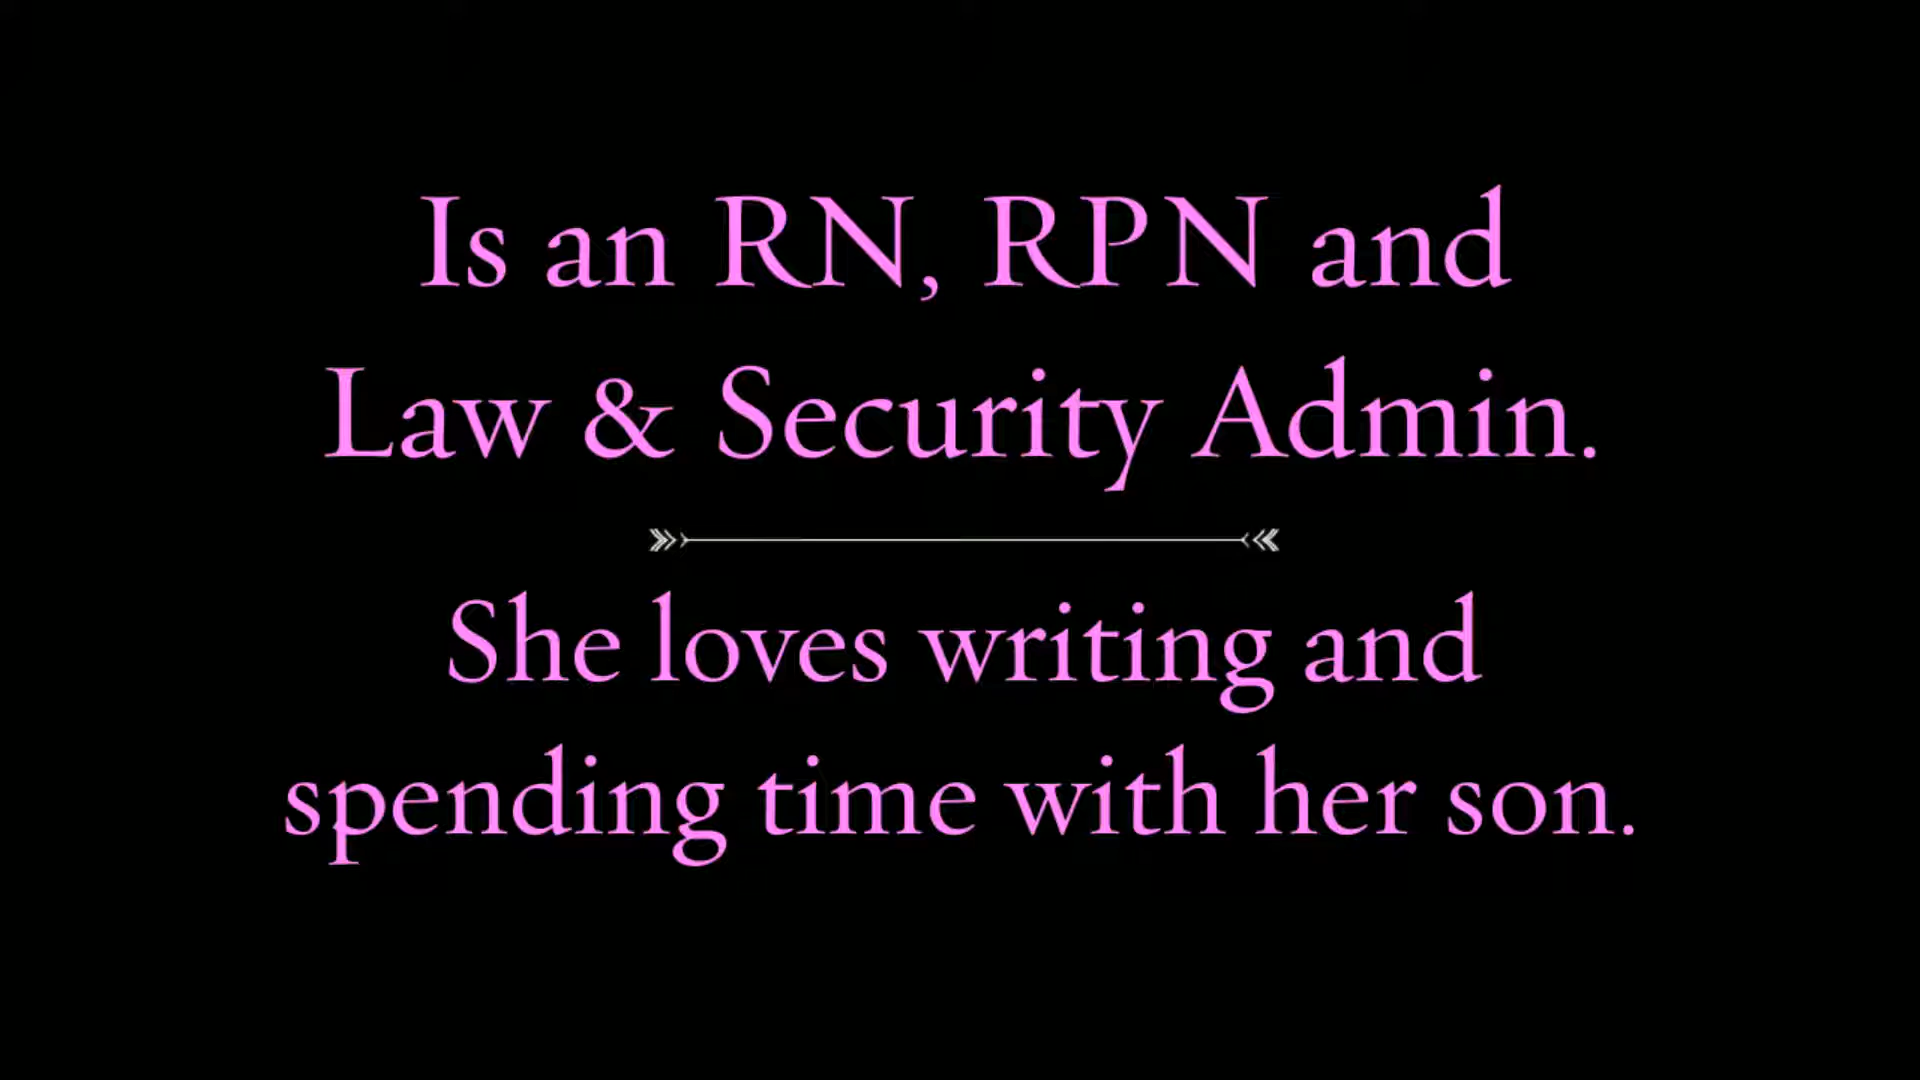 Is an RN, RPN and
Law & Security Admin.
She loves writing and
spending time with her son.